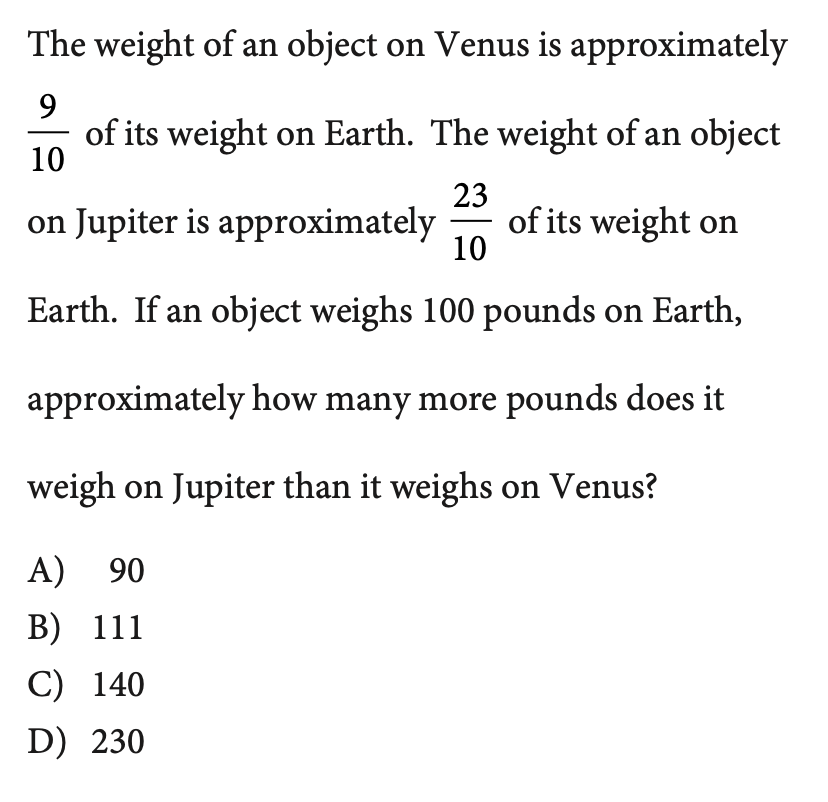 The weight of an object on Venus is approximately
9/10 of its weight on Earth. The weight of an object
on Jupiter is approximately 23/10 of its weight on
Earth. If an object weighs 100 pounds on Earth,
approximately how many more pounds does it
weigh on Jupiter than it weighs on Venus?
A) 90
B) 111
C) 140
D) 230